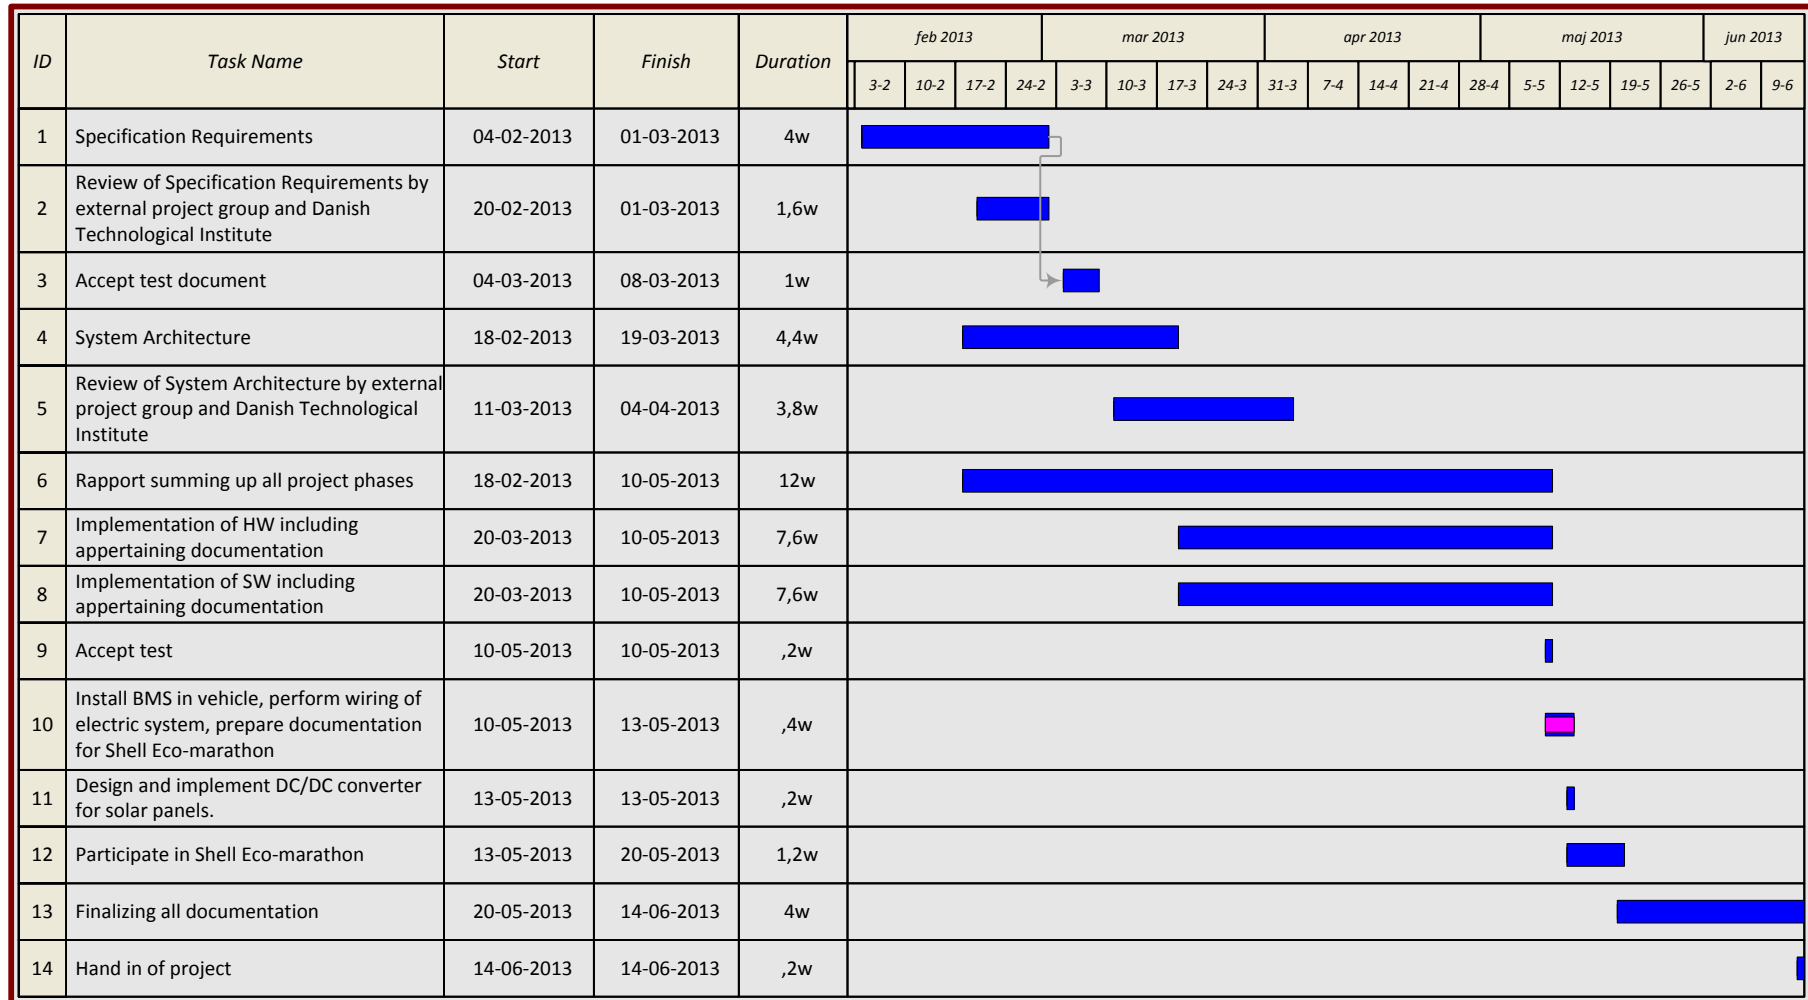 ID Task Name Start Finish Duration
feb 2013 mar 2013 apr 2013 maj 2013 jun 2013
3-2 10-2 17-2 24-2 3-3 10-3 17-3 24-3 31-3 7-4 14-4 21-4 28-4 5-5 12-5 19-5 26-5 2-6 9-6
1 Specification Requirements 04-02-2013 01-03-2013 4w
Review of Specification Requirements by
2 external project group and Danish 20-02-2013 01-03-2013 1,6w
Technological Institute
3 Accept test document 04-03-2013 08-03-2013 1w
4 System Architecture 18-02-2013 19-03-2013 4,4w
Review of System Architecture by external
5 project group and Danish Technological 11-03-2013 04-04-2013 3,8w
Institute
6 Rapport summing up all project phases 18-02-2013 10-05-2013 12w
Implementation of HW including
7 appertaining documentation 20-03-2013 10-05-2013 7,6w
Implementation of SW including
8 appertaining documentation 20-03-2013 10-05-2013 7,6w
9 Accept test 10-05-2013 10-05-2013 ,2w
Install BMS in vehicle, perform wiring of
10 electric system, prepare documentation 10-05-2013 13-05-2013 ,4w
for Shell Eco-marathon
Design and implement DC/DC converter
11 for solar panels. 13-05-2013 13-05-2013 ,2w
12 Participate in Shell Eco-marathon 13-05-2013 20-05-2013 1,2w
13 Finalizing all documentation 20-05-2013 14-06-2013 4w
14 Hand in of project 14-06-2013 14-06-2013 ,2w